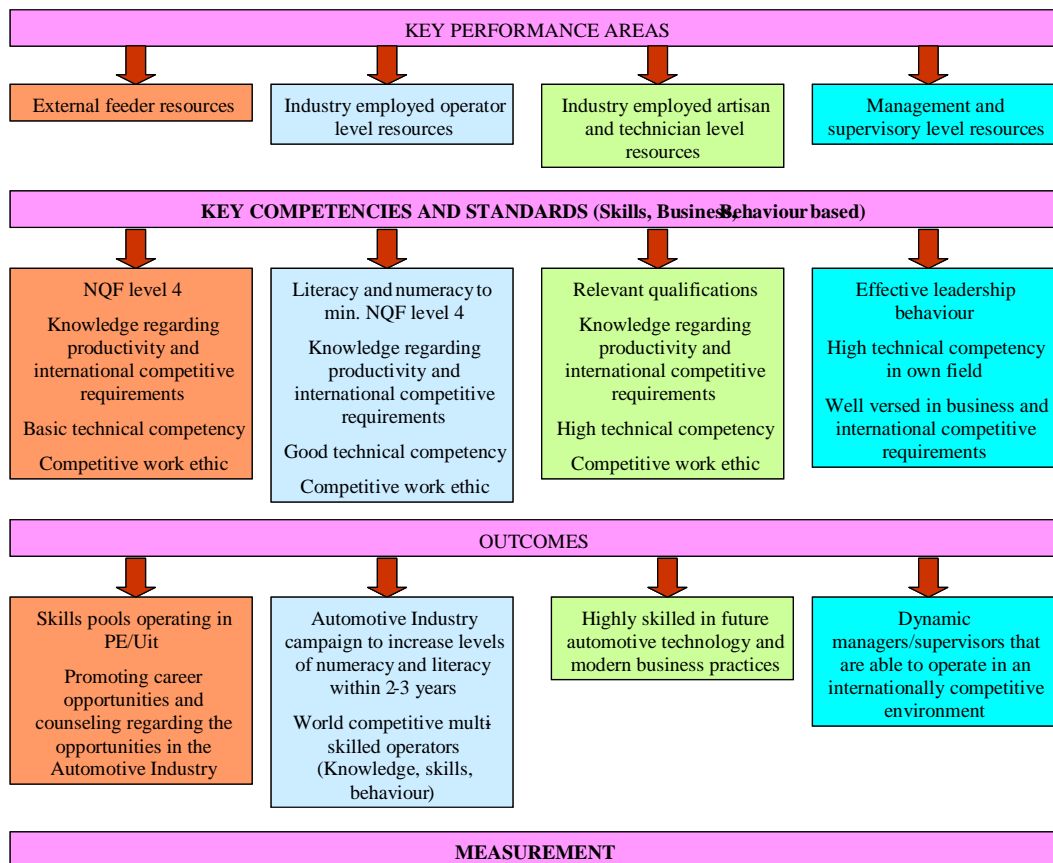 KEY PERFORMANCE AREAS
External feeder resources
Industry employed operator
level resources
Industry employed artisan
and technician level
resources
Management and
supervisory level resources
KEY COMPETENCIES AND STANDARDS (Skills, Business, Behaviour based)
NQF level 4
Knowledge regarding
productivity and
international competitive
requirements
Basic technical competency
Competitive work ethic
Literacy and numeracy to
min. NQF level 4
Knowledge regarding
productivity and
international competitive
requirements
Good technical competency
Competitive work ethic
Relevant qualifications
Knowledge regarding
productivity and
international competitive
requirements
High technical competency
Competitive work ethic
Effective leadership
behaviour
High technical competency
in own field
Well versed in business and
international competitive
requirements
OUTCOMES
Skills pools operating in
PE/Uit
Promoting career
opportunities and
counseling regarding the
opportunities in the
Automotive Industry
Automotive Industry
campaign to increase levels
of numeracy and literacy
within 2-3 years
World competitive multi-
skilled operators
(Knowledge, skills,
behaviour)
Highly skilled in future
automotive technology and
modern business practices
Dynamic
managers/supervisors that
are able to operate in an
internationally competitive
environment
MEASUREMENT